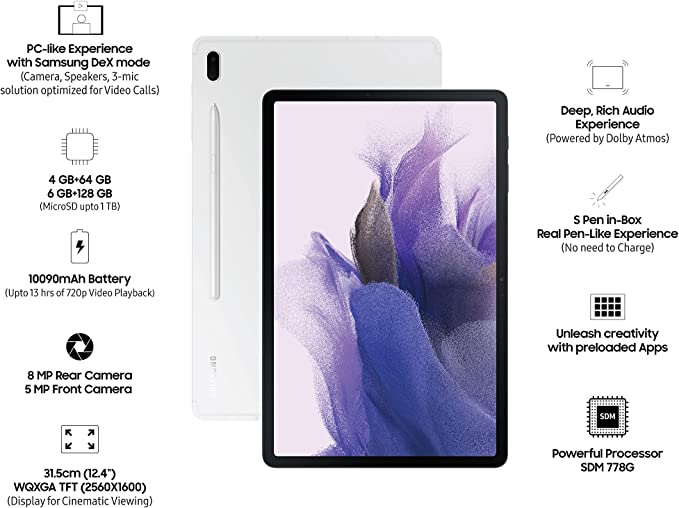 PC-like Experience
with Samsung DeX mode
(Camera, Speakers, 3-mic
solution optimized for Video Calls)
4 GB+64 GB
6 GB+128 GB
(MicroSD upto 1 TB)
10090mAh Battery
(Upto 13 hrs of 720p Video Playback)
8 MP Rear Camera
5 MP Front Camera
31.5cm (12.4")
WQXGA TFT (2560X1600)
(Display for Cinematic Viewing)
SAMSUNG
Deep, Rich Audio
Experience
(Powered by Dolby Atmos)
S Pen in-Box
Real Pen-Like Experience
(No need to Charge)
Unleash creativity
with preloaded Apps
SDM
Powerful Processor
SDM 778G